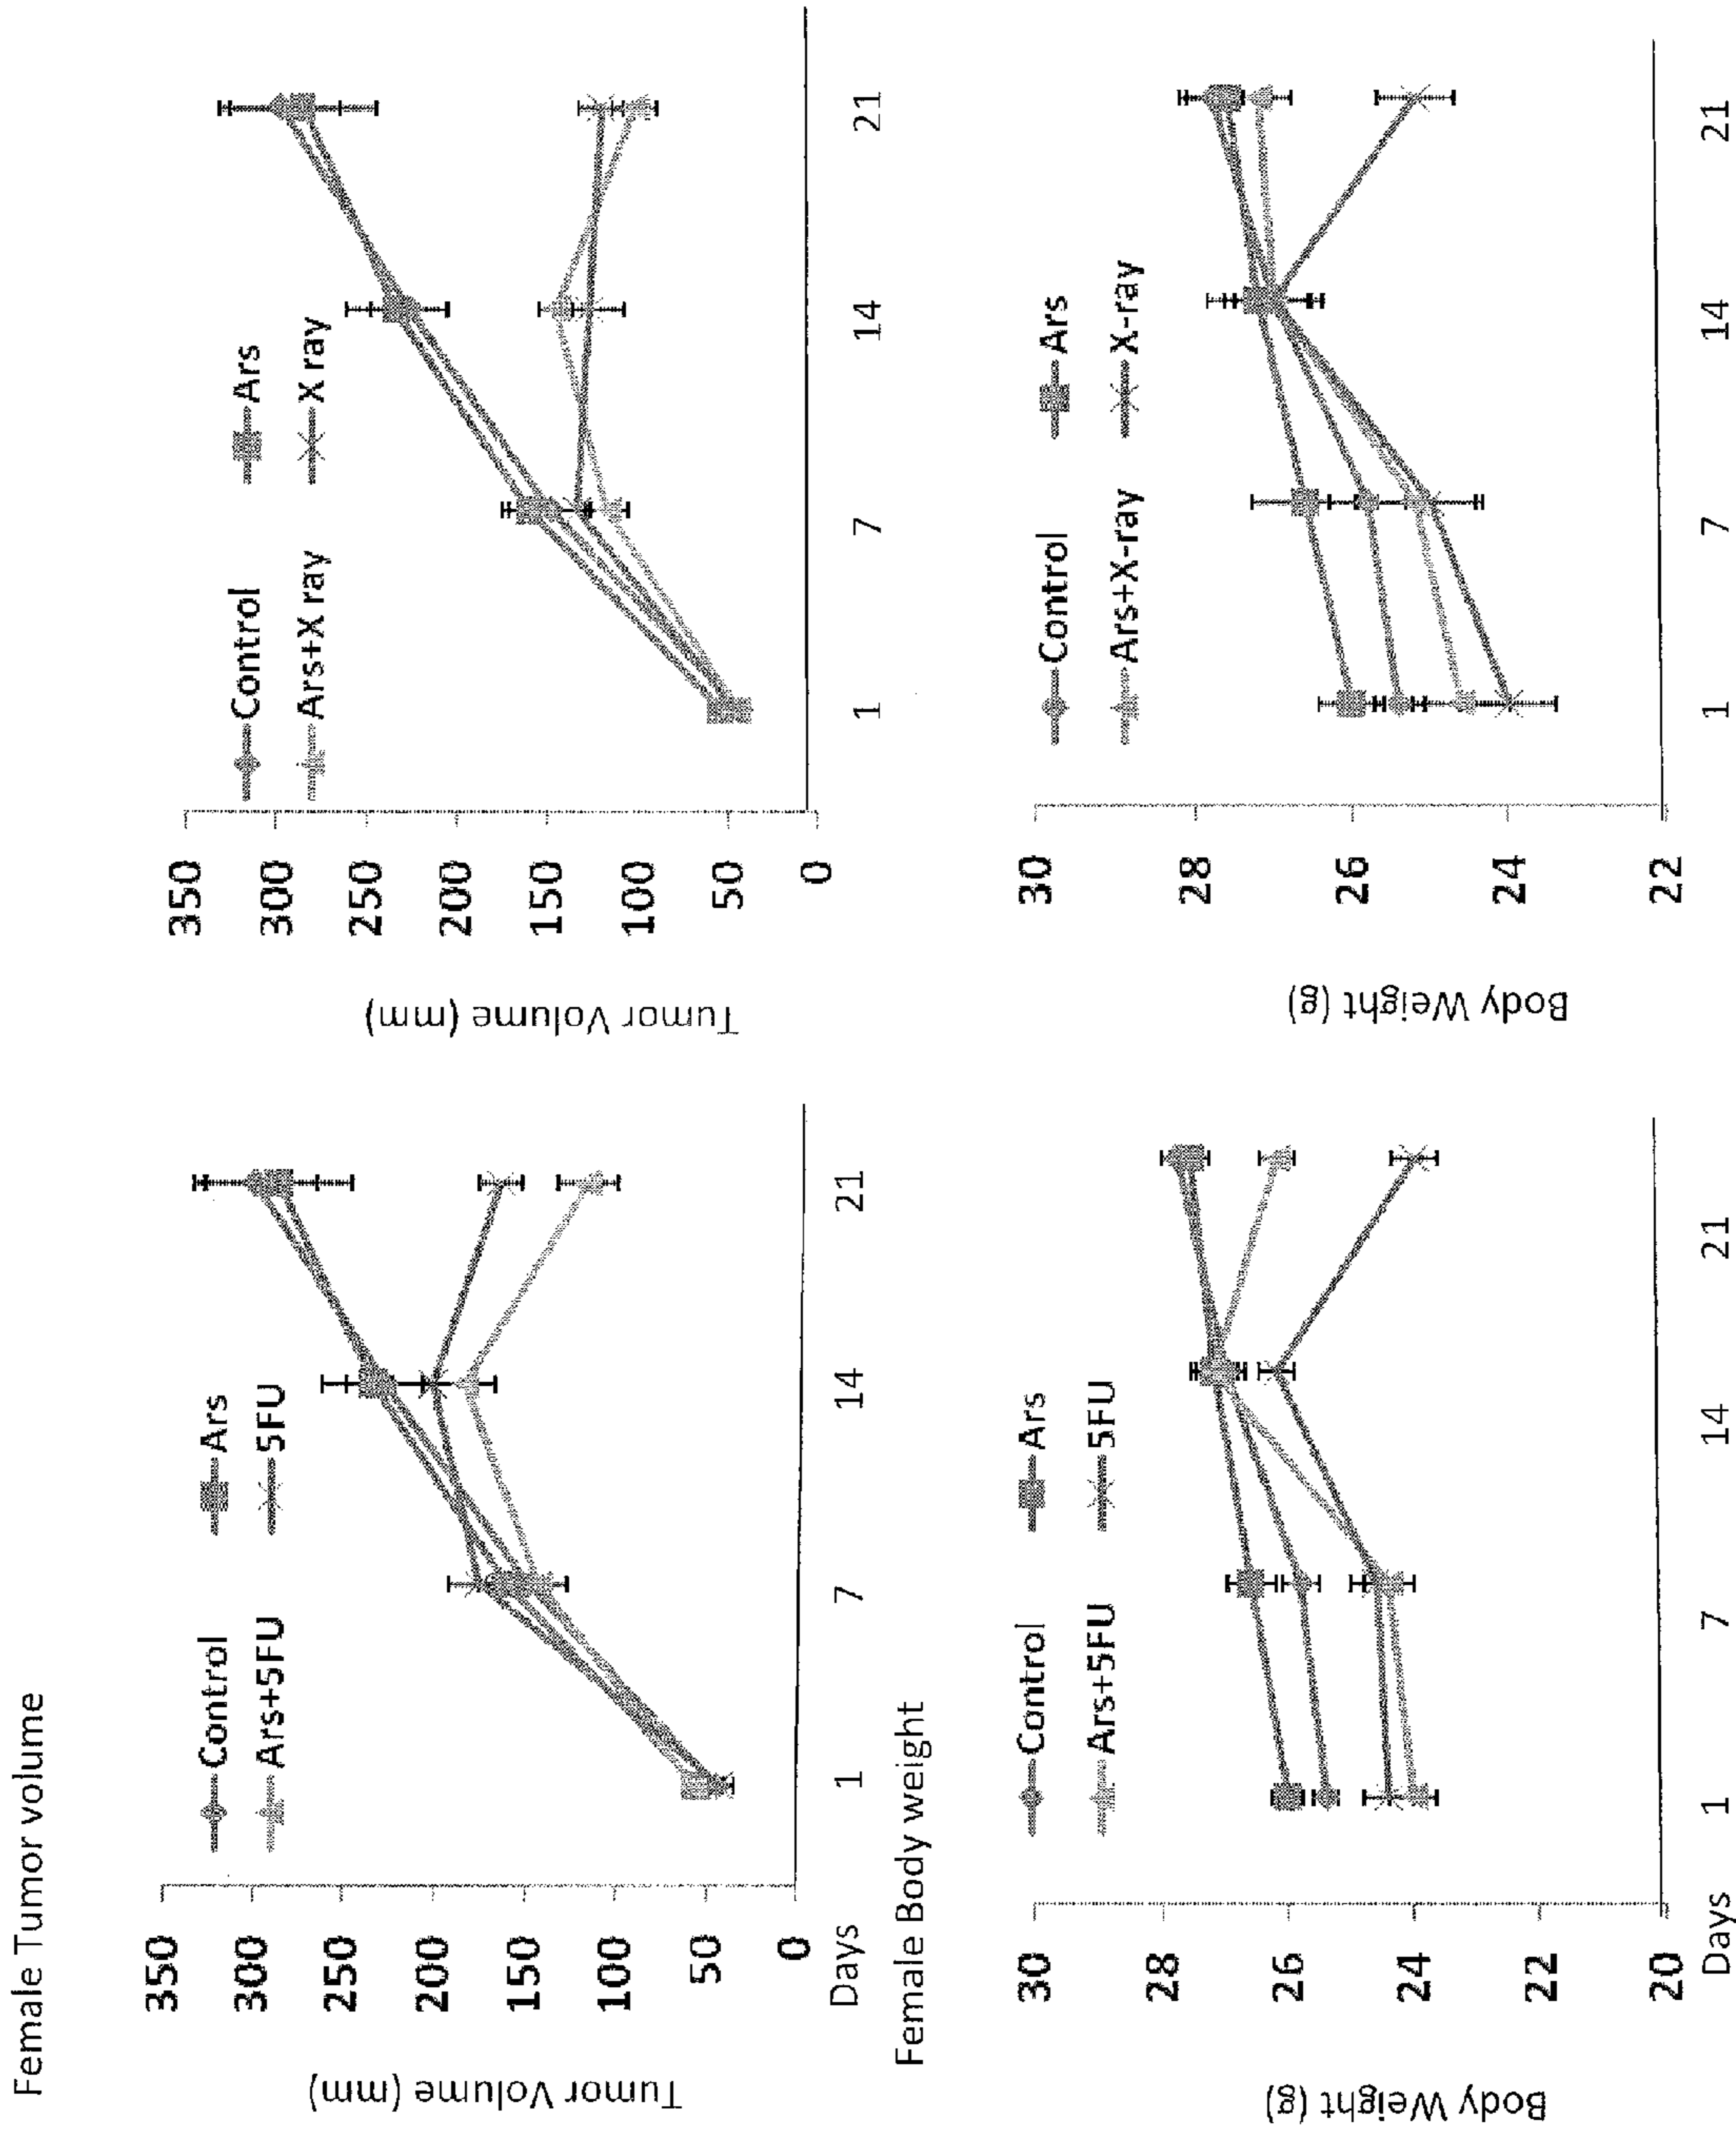 Female Tumor volume
Control Ars
Ars+5FU 5FU
350
300
250
200
150
100
50
0
Tumor Volume (mm)
Days 1 7 14 21
Control Ars
Ars+X ray X ray
350
300
250
200
150
100
50
0
Tumor Volume (mm)
1 7 14 21
Female Body weight
Control Ars
Ars+5FU 5FU
30
28
26
24
22
20
Body Weight (g)
Days 1 7 14 21
Control Ars
Ars+X-ray X-ray
30
28
26
24
22
Body Weight (g)
1 7 14 21